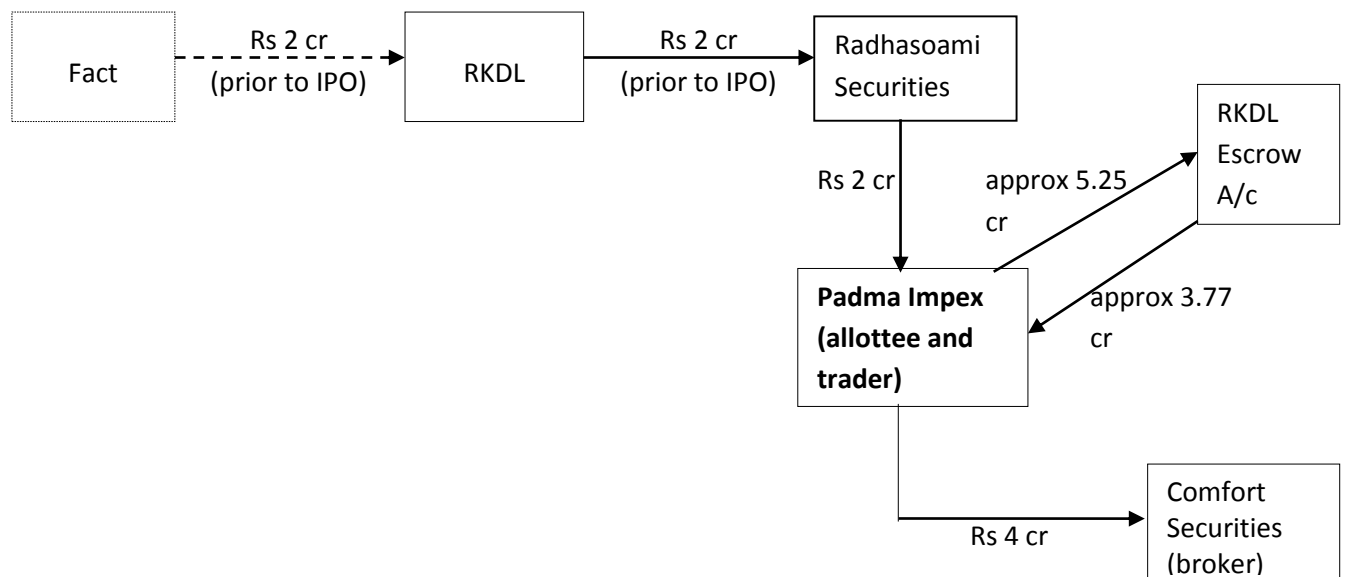 Rs 2 cr
(prior to IPO)
Fact
RKDL
Rs 2 cr
(prior to IPO)
Radhasoami
Securities
RKDL
Escrow
A/c
Rs 2 cr
approx 5.25
cr
approx 3.77
cr
Padma Impex
(allottee and
trader)
Rs 4 cr
Comfort
Securities
(broker)